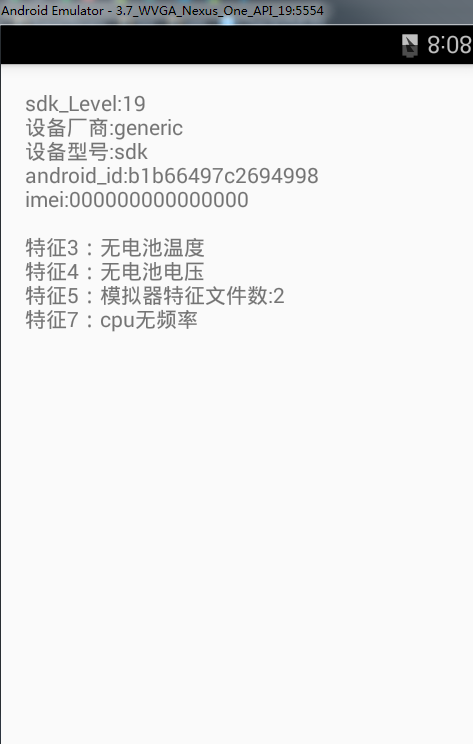 Android Emulator - 3.7_WVGA_Nexus_One_API_19:5554
8:08
sdk_Level:19
设备厂商:generic
设备型号:sdk
android_id:b1b66497c2694998
imei:000000000000000
特征3：无电池温度
特征4：无电池电压
特征5：模拟器特征文件数:2
特征7：cpu无频率